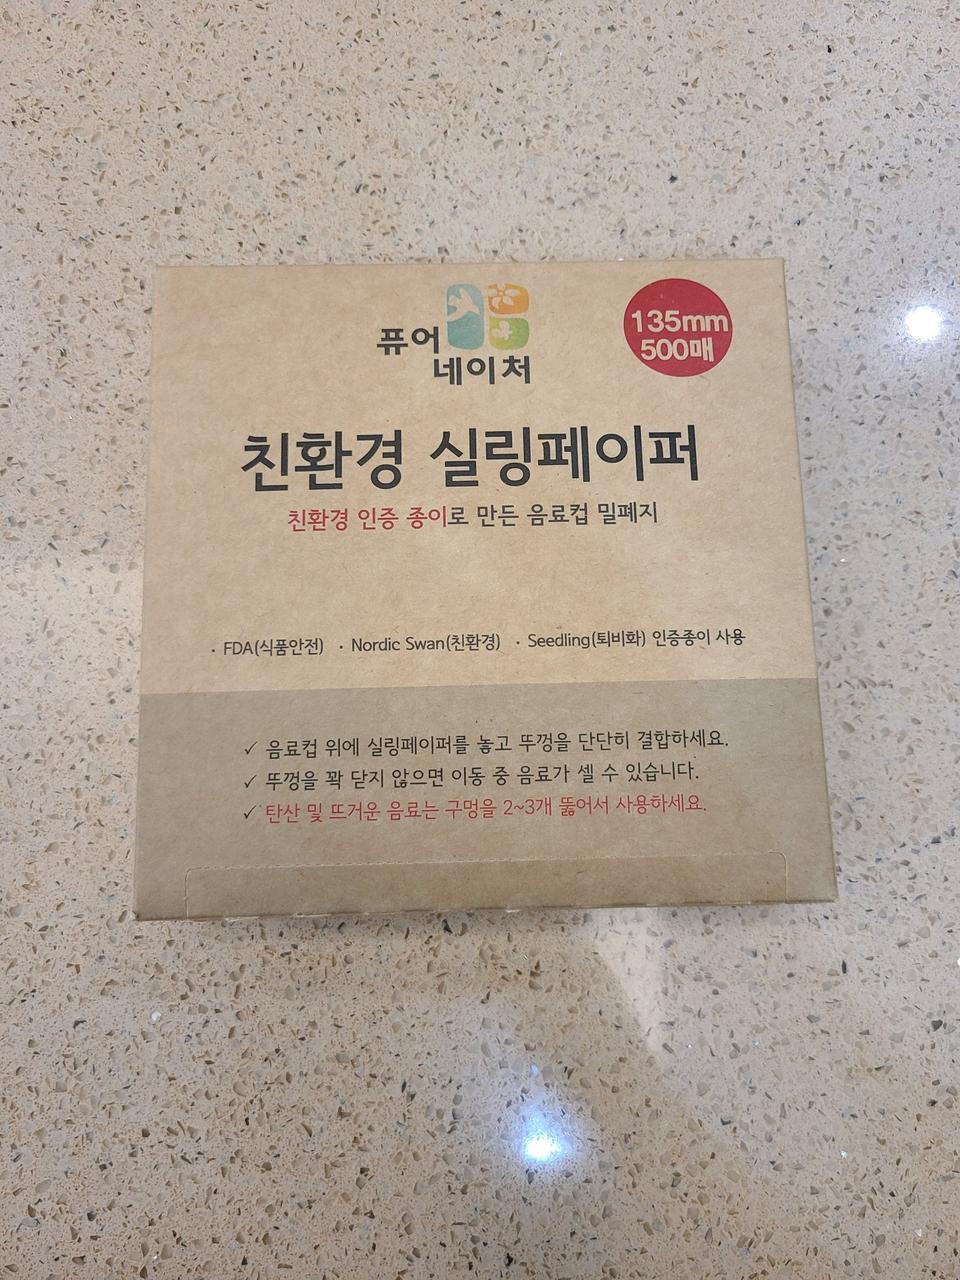 퓨어
네이처
135mm
500매
친환경 실링페이퍼
친환경 인증 종이로 만든 음료컵 밀폐지
· FDA(식품안전) · Nordic Swan(친환경) · Seedling(퇴비화) 인증종이 사용
✓ 음료컵 위에 실링페이퍼를 놓고 뚜껑을 단단히 결합하세요.
✓ 뚜껑을 꽉 닫지 않으면 이동 중 음료가 셀 수 있습니다.
✓ 탄산 및 뜨거운 음료는 구멍을 2~3개 뚫어서 사용하세요.